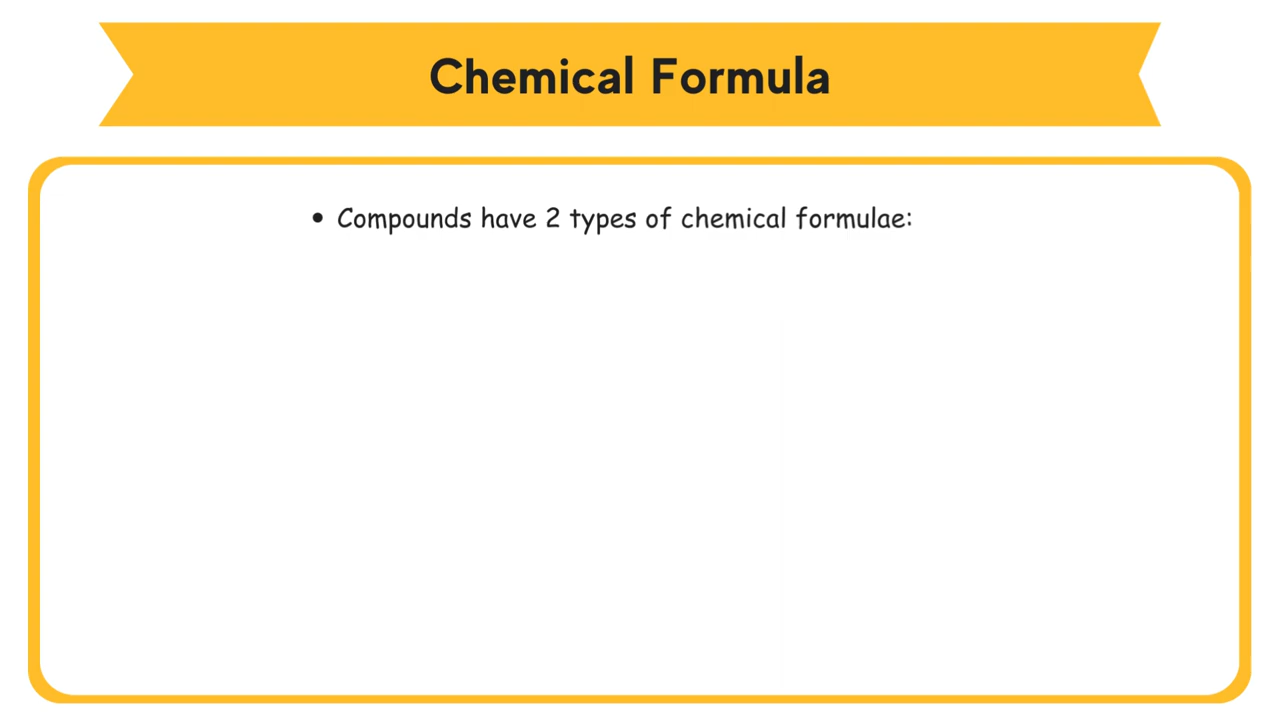 Chemical Formula
• Compounds have 2 types of chemical formulae: